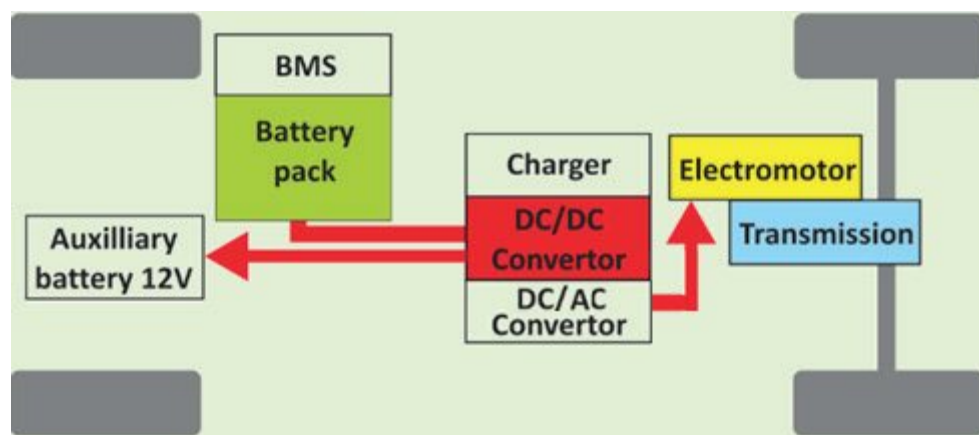 BMS
Battery
pack
Charger
Electromotor
DC/DC
Convertor
Transmission
Auxilliary
battery 12V
DC/AC
Convertor